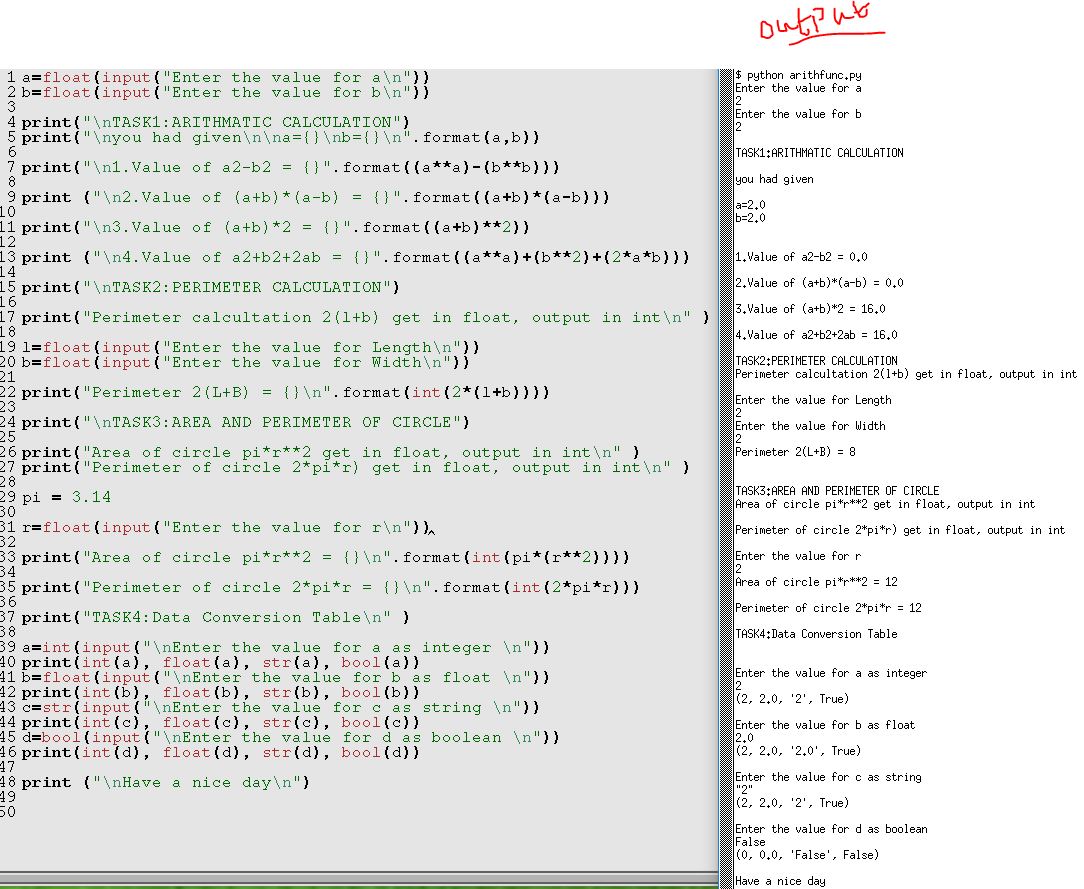 output
1 a=float(input("Enter the value for a\n"))
2 b=float(input("Enter the value for b\n"))
3
4 print("\nTASK1:ARITHMATIC CALCULATION")
5 print("\nyou had given\n\na={}\nb={}\n".format(a,b))
6
7 print("\n1.Value of a2-b2 = {}".format((a**a)-(b**b)))
8
9 print ("\n2.Value of (a+b)*(a-b) = {}".format((a+b)*(a-b)))
10
11 print("\n3.Value of (a+b)*2 = {}".format((a+b)**2))
12
13 print ("\n4.Value of a2+b2+2ab = {}".format((a**a)+(b**2)+(2*a*b)))
14
15 print("\nTASK2:PERIMETER CALCULATION")
16
17 print("Perimeter calcultation 2(l+b) get in float, output in int\n" )
18
19 l=float(input("Enter the value for Length\n"))
20 b=float(input("Enter the value for Width\n"))
21
22 print("Perimeter 2(L+B) = {}\n".format(int(2*(l+b))))
23
24 print("\nTASK3:AREA AND PERIMETER OF CIRCLE")
25
26 print("Area of circle pi*r**2 get in float, output in int\n" )
27 print("Perimeter of circle 2*pi*r) get in float, output in int\n" )
28
29 pi = 3.14
30
31 r=float(input("Enter the value for r\n"))
32
33 print("Area of circle pi*r**2 = {}\n".format(int(pi*(r**2))))
34
35 print("Perimeter of circle 2*pi*r = {}\n".format(int(2*pi*r)))
36
37 print("TASK4:Data Conversion Table\n" )
38
39 a=int(input("\nEnter the value for a as integer \n"))
40 print(int(a), float(a), str(a), bool(a))
41 b=float(input("\nEnter the value for b as float \n"))
42 print(int(b), float(b), str(b), bool(b))
43 c=str(input("\nEnter the value for c as string \n"))
44 print(int(c), float(c), str(c), bool(c))
45 d=bool(input("\nEnter the value for d as boolean \n"))
46 print(int(d), float(d), str(d), bool(d))
47
48 print ("\nHave a nice day\n")
49
50
$ python arithfunc.py
Enter the value for a
2
Enter the value for b
2
TASK1:ARITHMATIC CALCULATION
you had given
a=2.0
b=2.0
1.Value of a2-b2 = 0.0
2.Value of (a+b)*(a-b) = 0.0
3.Value of (a+b)*2 = 16.0
4.Value of a2+b2+2ab = 16.0
TASK2:PERIMETER CALCULATION
Perimeter calcultation 2(l+b) get in float, output in int
Enter the value for Length
2
Enter the value for Width
2
Perimeter 2(L+B) = 8
TASK3:AREA AND PERIMETER OF CIRCLE
Area of circle pi*r**2 get in float, output in int
Perimeter of circle 2*pi*r) get in float, output in int
Enter the value for r
2
Area of circle pi*r**2 = 12
Perimeter of circle 2*pi*r = 12
TASK4:Data Conversion Table
Enter the value for a as integer
2
(2, 2.0, '2', True)
Enter the value for b as float
2.0
(2, 2.0, '2.0', True)
Enter the value for c as string
"2"
(2, 2.0, '2', True)
Enter the value for d as boolean
False
(0, 0.0, 'False', False)
Have a nice day